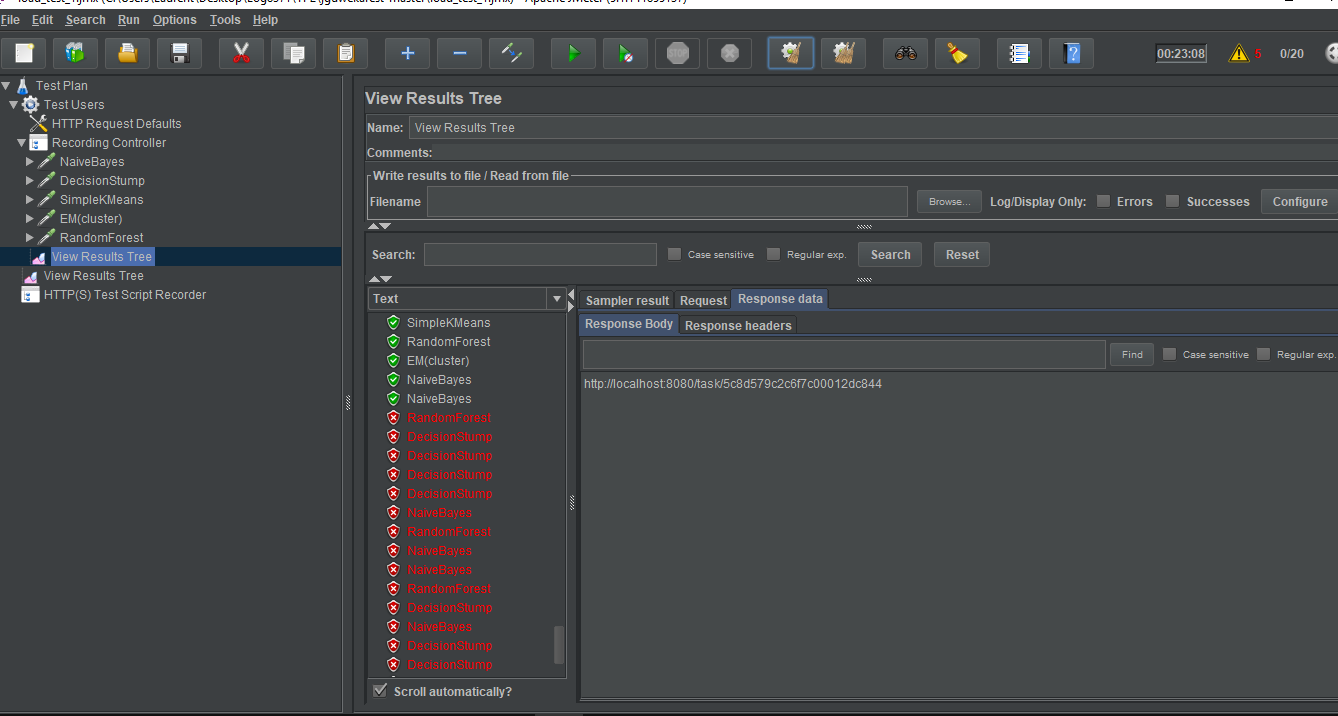 File Edit Search Run Options Tools Help
00:23:08 5 0/20
Test Plan
Test Users
HTTP Request Defaults
Recording Controller
NaiveBayes
DecisionStump
SimpleKMeans
EM(cluster)
RandomForest
View Results Tree
View Results Tree
HTTP(S) Test Script Recorder
View Results Tree
Name: View Results Tree
Comments:
Write results to file / Read from file
Filename Browse... Log/Display Only: Errors Successes Configure
Search: Case sensitive Regular exp. Search Reset
Text
SimpleKMeans
RandomForest
EM(cluster)
NaiveBayes
NaiveBayes
RandomForest
DecisionStump
DecisionStump
DecisionStump
DecisionStump
NaiveBayes
RandomForest
NaiveBayes
NaiveBayes
RandomForest
DecisionStump
NaiveBayes
DecisionStump
DecisionStump
Scroll automatically?
Sampler result Request Response data
Response Body Response headers
Find Case sensitive Regular exp.
http://localhost:8080/task/5c8d579c2c6f7c00012dc844